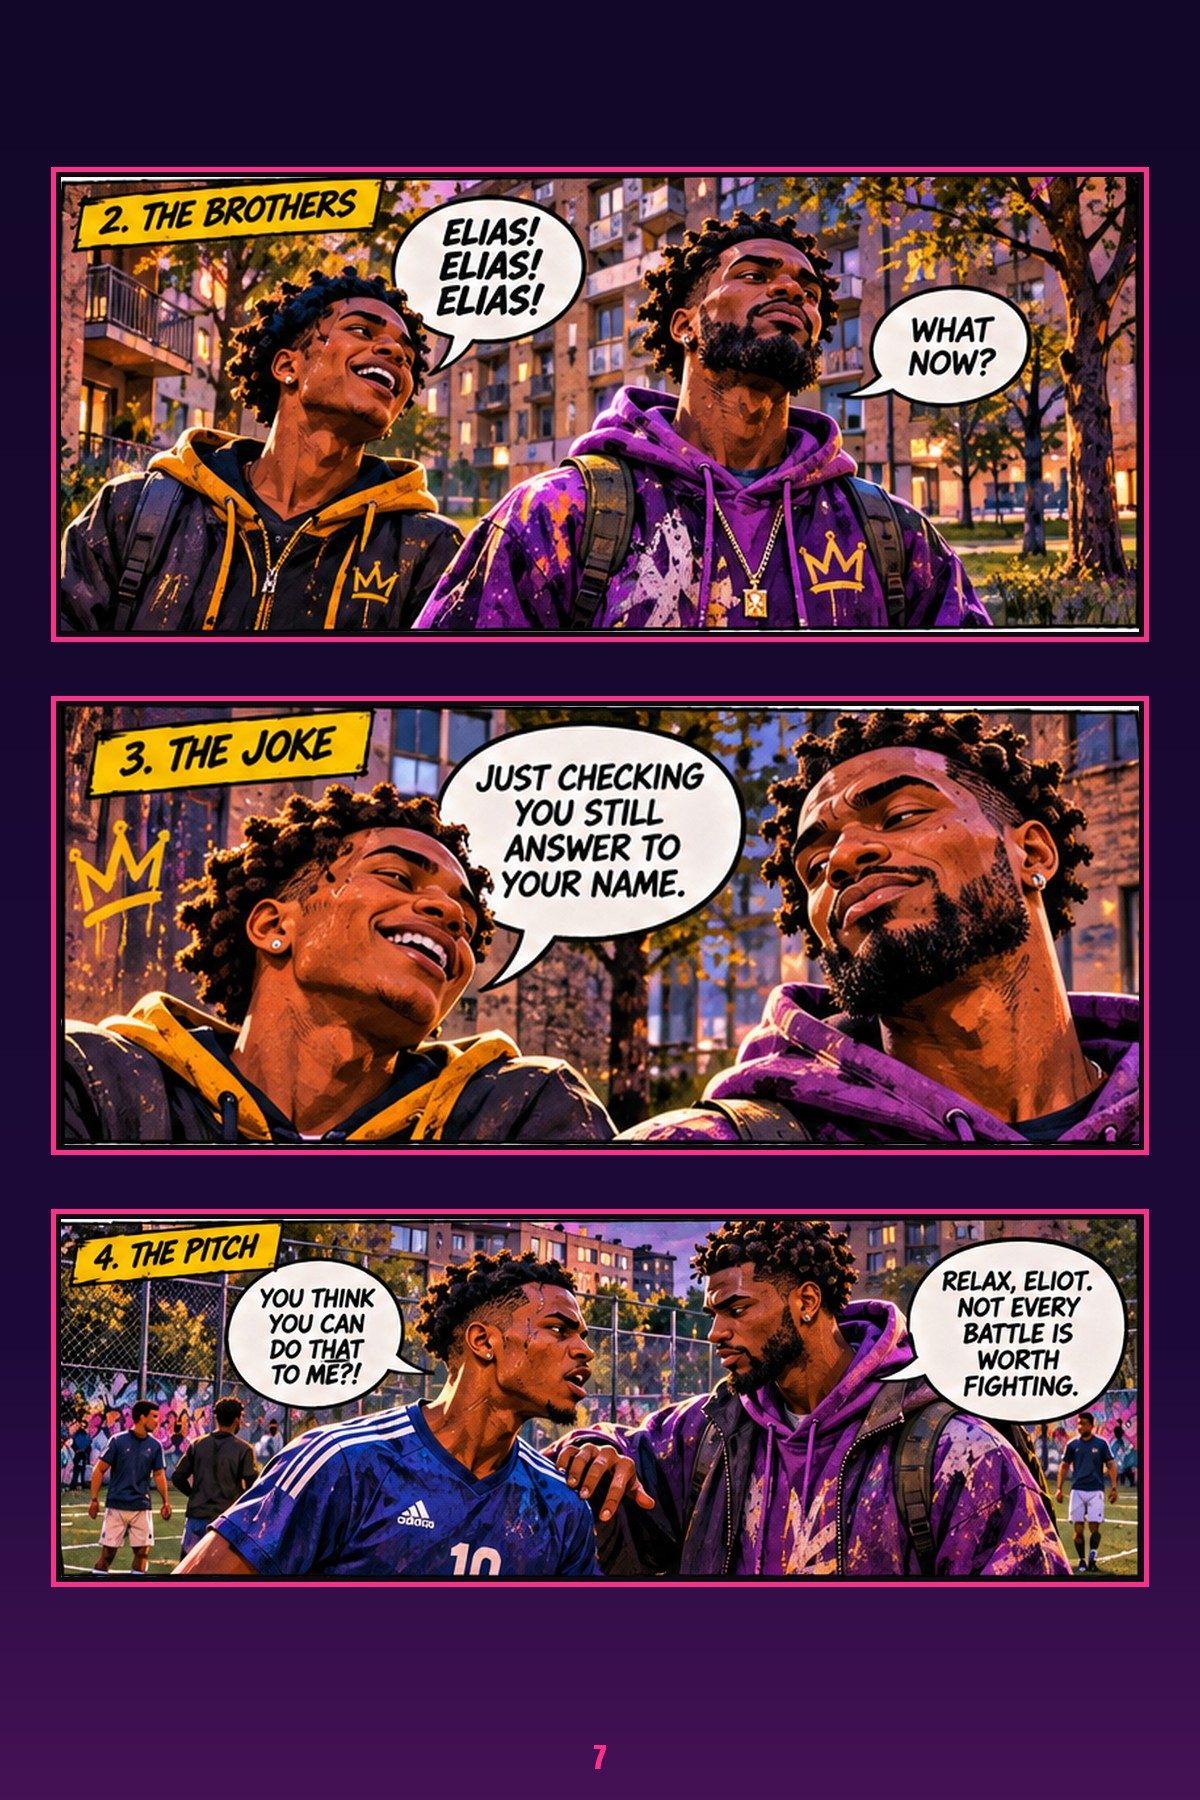 2. THE BROTHERS
ELIAS!
ELIAS!
ELIAS!
WHAT
NOW?
3. THE JOKE
JUST CHECKING
YOU STILL
ANSWER TO
YOUR NAME.
4. THE PITCH
YOU THINK
YOU CAN
DO THAT
TO ME?!
RELAX, ELIOT.
NOT EVERY
BATTLE IS
WORTH
FIGHTING.
adidas
10
7